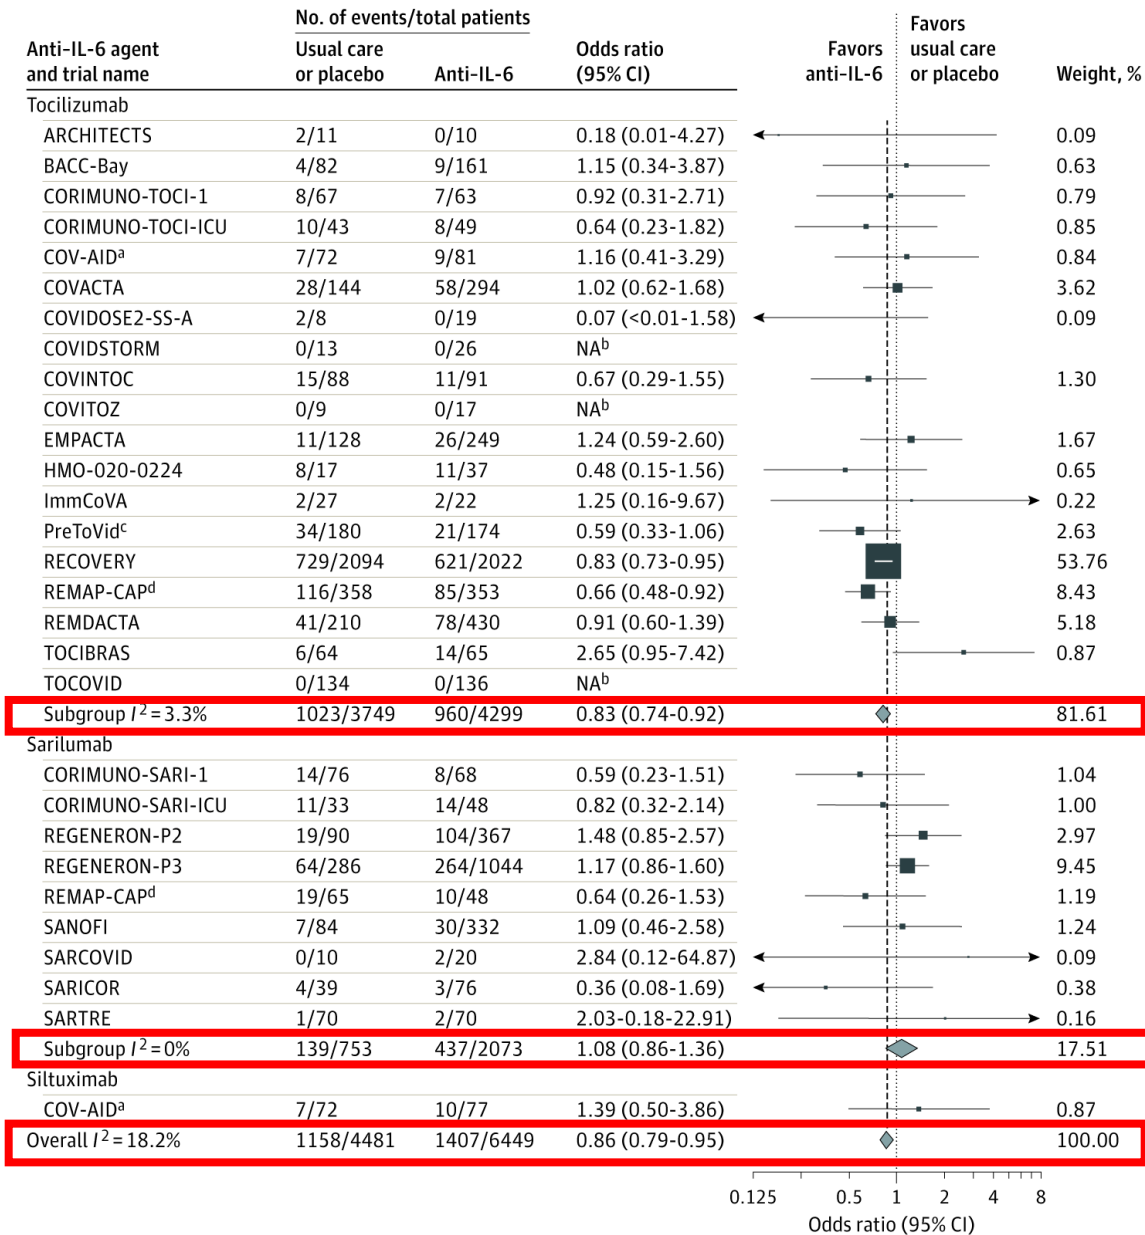 No. of events/total patients
Anti–IL-6 agent and trial name Usual care or placebo Anti–IL-6 Odds ratio (95% CI) Favors anti–IL-6 Favors usual care or placebo Weight, %
Tocilizumab
ARCHITECTS 2/11 0/10 0.18 (0.01-4.27) 0.09
BACC-Bay 4/82 9/161 1.15 (0.34-3.87) 0.63
CORIMUNO-TOCI-1 8/67 7/63 0.92 (0.31-2.71) 0.79
CORIMUNO-TOCI-ICU 10/43 8/49 0.64 (0.23-1.82) 0.85
COV-AIDa 7/72 9/81 1.16 (0.41-3.29) 0.84
COVACTA 28/144 58/294 1.02 (0.62-1.68) 3.62
COVIDOSE2-SS-A 2/8 0/19 0.07 (<0.01-1.58) 0.09
COVIDSTORM 0/13 0/26 NAb
COVINTOC 15/88 11/91 0.67 (0.29-1.55) 1.30
COVITOZ 0/9 0/17 NAb
EMPACTA 11/128 26/249 1.24 (0.59-2.60) 1.67
HMO-020-0224 8/17 11/37 0.48 (0.15-1.56) 0.65
ImmCoVA 2/27 2/22 1.25 (0.16-9.67) 0.22
PreToVidc 34/180 21/174 0.59 (0.33-1.06) 2.63
RECOVERY 729/2094 621/2022 0.83 (0.73-0.95) 53.76
REMAP-CAPd 116/358 85/353 0.66 (0.48-0.92) 8.43
REMDACTA 41/210 78/430 0.91 (0.60-1.39) 5.18
TOCIBRAS 6/64 14/65 2.65 (0.95-7.42) 0.87
TOCOVID 0/134 0/136 NAb
Subgroup I2 = 3.3% 1023/3749 960/4299 0.83 (0.74-0.92) 81.61
Sarilumab
CORIMUNO-SARI-1 14/76 8/68 0.59 (0.23-1.51) 1.04
CORIMUNO-SARI-ICU 11/33 14/48 0.82 (0.32-2.14) 1.00
REGENERON-P2 19/90 104/367 1.48 (0.85-2.57) 2.97
REGENERON-P3 64/286 264/1044 1.17 (0.86-1.60) 9.45
REMAP-CAPd 19/65 10/48 0.64 (0.26-1.53) 1.19
SANOFI 7/84 30/332 1.09 (0.46-2.58) 1.24
SARCOVID 0/10 2/20 2.84 (0.12-64.87) 0.09
SARICOR 4/39 3/76 0.36 (0.08-1.69) 0.38
SARTRE 1/70 2/70 2.03-0.18-22.91) 0.16
Subgroup I2 = 0% 139/753 437/2073 1.08 (0.86-1.36) 17.51
Siltuximab
COV-AIDa 7/72 10/77 1.39 (0.50-3.86) 0.87
Overall I2 = 18.2% 1158/4481 1407/6449 0.86 (0.79-0.95) 100.00
0.125 0.5 1 2 4 8
Odds ratio (95% CI)